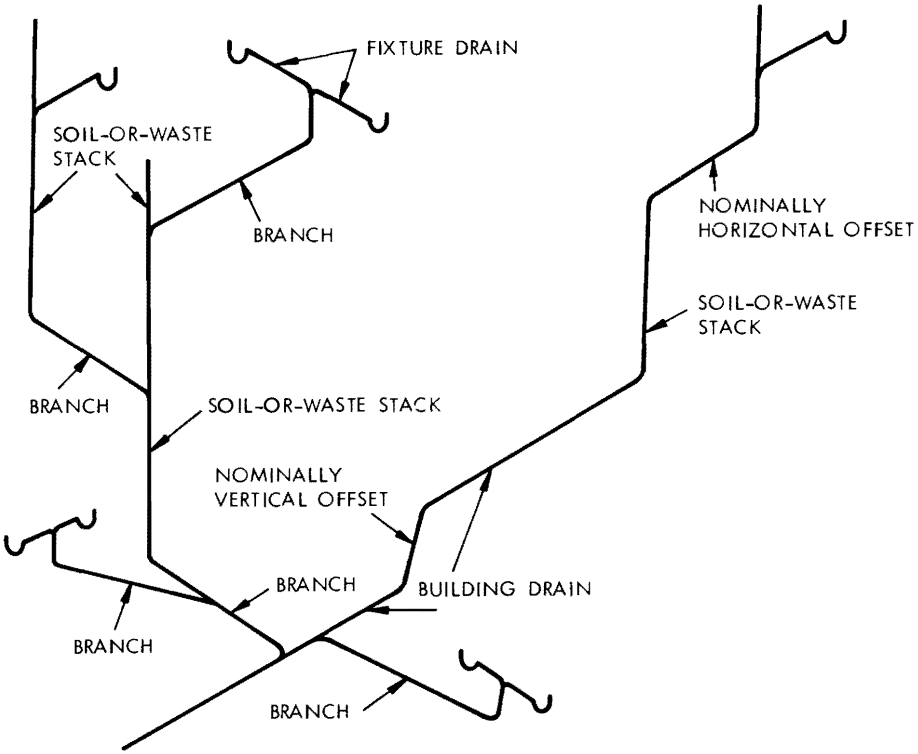 FIXTURE DRAIN
SOIL-OR-WASTE
STACK
NOMINALLY
HORIZONTAL OFFSET
BRANCH
SOIL-OR-WASTE
STACK
BRANCH
SOIL-OR-WASTE STACK
NOMINALLY
VERTICAL OFFSET
BRANCH
BUILDING DRAIN
BRANCH
BRANCH